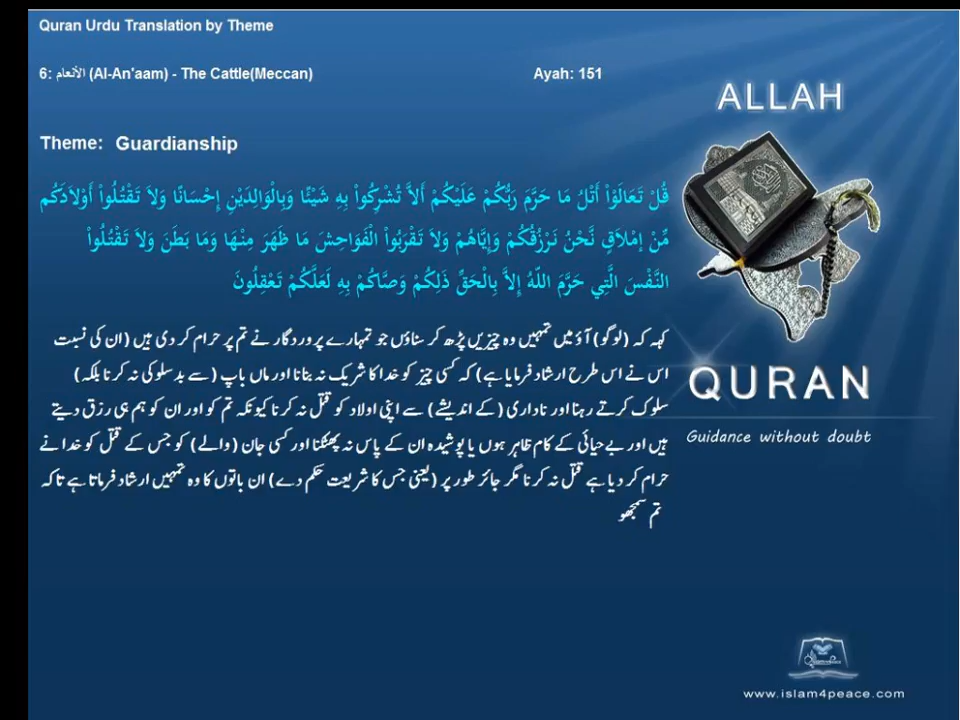 Quran Urdu Translation by Theme
6: الأنعام (Al-An'aam) - The Cattle(Meccan)
Ayah: 151
Theme: Guardianship
قُلْ تَعَالَوْاْ أَتْلُ مَا حَرَّمَ رَبُّكُمْ عَلَيْكُمْ أَلاَّ تُشْرِكُواْ بِهِ شَيْئًا وَبِالْوَالِدَيْنِ إِحْسَانًا وَلاَ تَقْتُلُواْ أَوْلاَدَكُم
مِّنْ إمْلاَقٍ نَّحْنُ نَرْزُقُكُمْ وَإِيَّاهُمْ وَلاَ تَقْرَبُواْ الْفَوَاحِشَ مَا ظَهَرَ مِنْهَا وَمَا بَطَنَ وَلاَ تَقْتُلُواْ
النَّفْسَ الَّتِي حَرَّمَ اللّهُ إِلاَّ بِالْحَقِّ ذَلِكُمْ وَصَّاكُمْ بِهِ لَعَلَّكُمْ تَعْقِلُونَ
کہہ کہ (لوگو) آؤ میں تمہیں وہ چیزیں پڑھ کر سناؤں جو تمہارے پروردگار نے تم پر حرام کر دی ہیں (ان کی نسبت
اس نے اس طرح ارشاد فرمایا ہے) کہ کسی چیز کو خدا کا شریک نہ بنانا اور ماں باپ (سے بدسلوکی نہ کرنا بلکہ)
سلوک کرتے رہنا اور ناداری (کے اندیشے) سے اپنی اولاد کو قتل نہ کرنا کیونکہ تم کو اور ان کو ہم ہی رزق دیتے
ہیں اور بےحیائی کے کام ظاہر ہوں یا پوشیدہ ان کے پاس نہ پھٹکنا اور کسی جان (والے) کو جس کے قتل کو خدا نے
حرام کر دیا ہے قتل نہ کرنا مگر جائز طور پر (یعنی جس کا شریعت حکم دے) ان باتوں کا وہ تمہیں ارشاد فرماتا ہے تاکہ
تم سمجھو
ALLAH
QURAN
Guidance without doubt
www.islam4peace.com